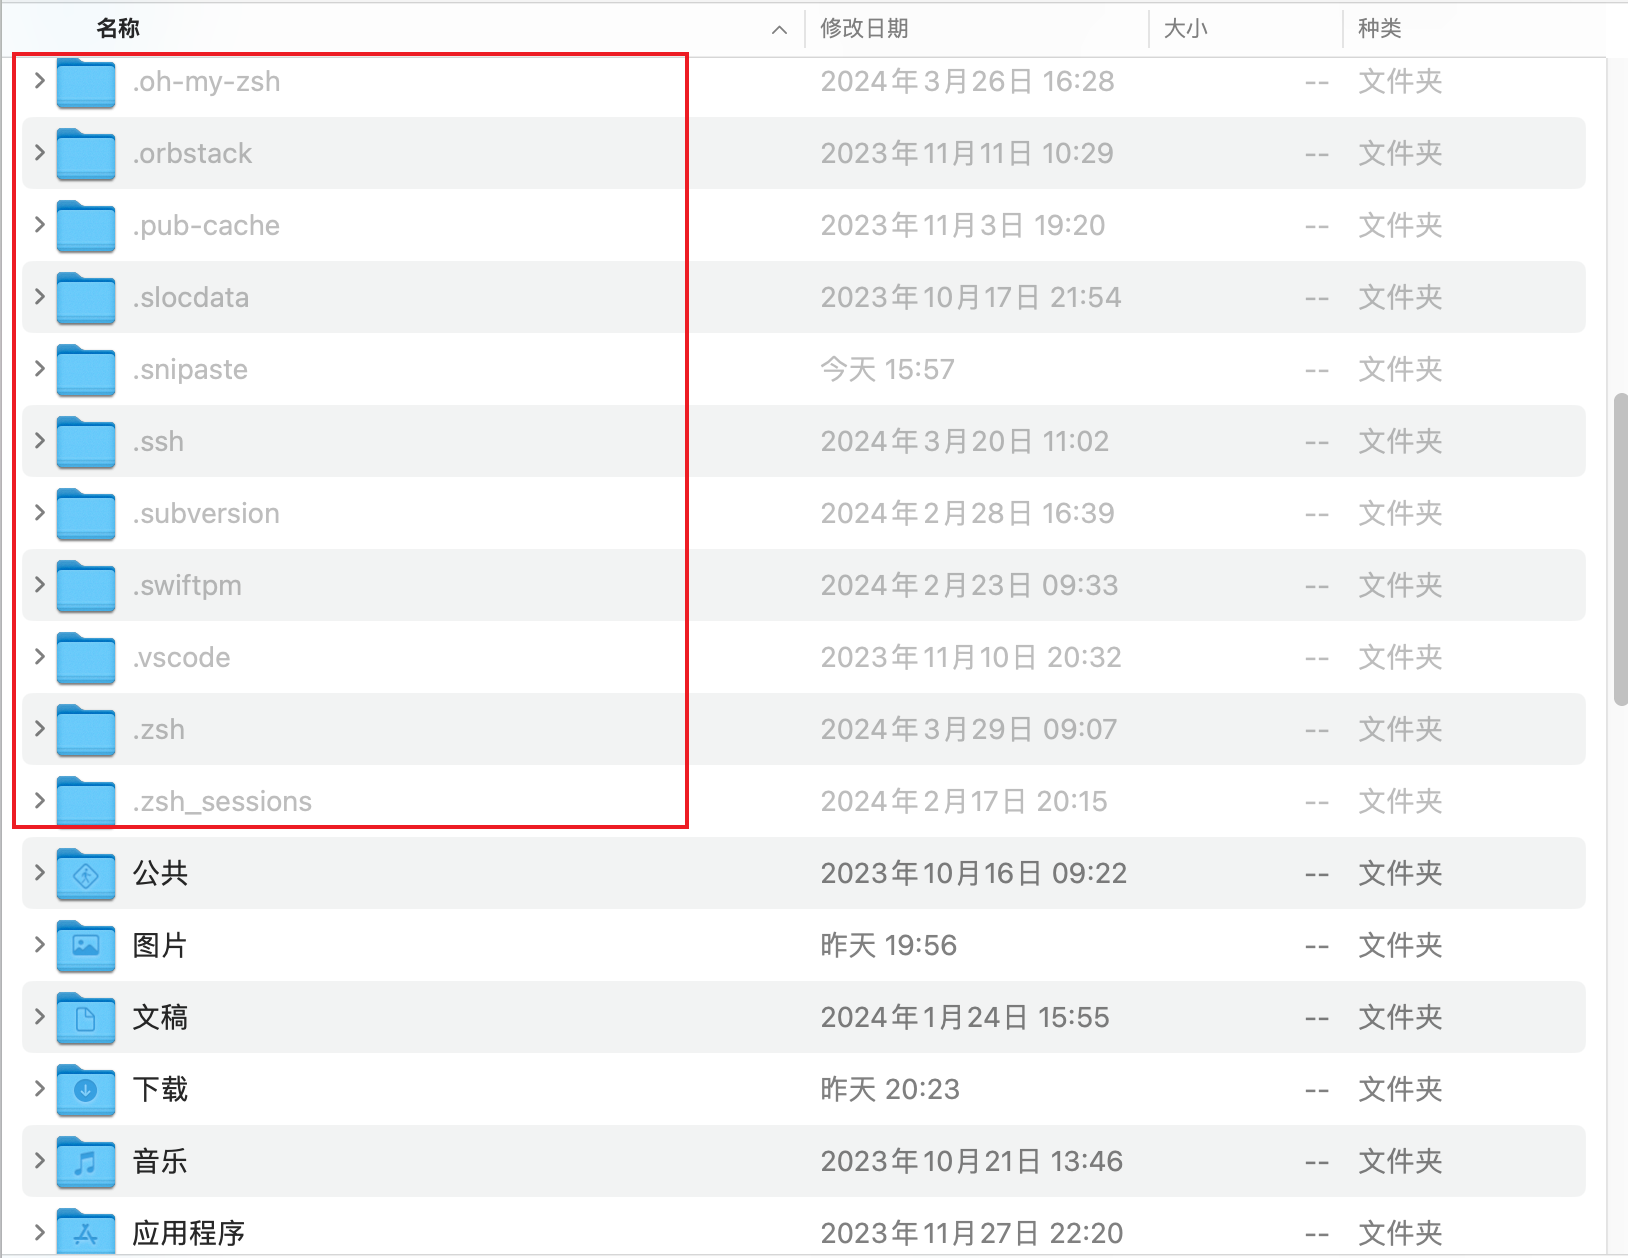 名称 修改日期 大小 种类
.oh-my-zsh 2024年3月26日 16:28 -- 文件夹
.orbstack 2023年11月11日 10:29 -- 文件夹
.pub-cache 2023年11月3日 19:20 -- 文件夹
.slocdata 2023年10月17日 21:54 -- 文件夹
.snipaste 今天 15:57 -- 文件夹
.ssh 2024年3月20日 11:02 -- 文件夹
.subversion 2024年2月28日 16:39 -- 文件夹
.swiftpm 2024年2月23日 09:33 -- 文件夹
.vscode 2023年11月10日 20:32 -- 文件夹
.zsh 2024年3月29日 09:07 -- 文件夹
.zsh_sessions 2024年2月17日 20:15 -- 文件夹
公共 2023年10月16日 09:22 -- 文件夹
图片 昨天 19:56 -- 文件夹
文稿 2024年1月24日 15:55 -- 文件夹
下载 昨天 20:23 -- 文件夹
音乐 2023年10月21日 13:46 -- 文件夹
应用程序 2023年11月27日 22:20 -- 文件夹